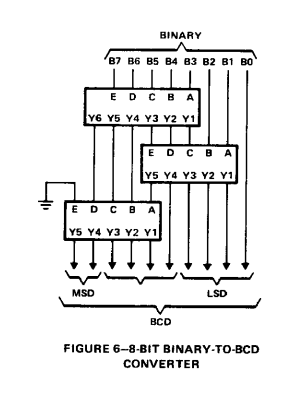 BINARY
B7 B6 B5 B4 B3 B2 B1 B0
E D C B A
Y6 Y5 Y4 Y3 Y2 Y1
E D C B A
Y5 Y4 Y3 Y2 Y1
E D C B A
Y5 Y4 Y3 Y2 Y1
MSD LSD
BCD
FIGURE 6–8-BIT BINARY-TO-BCD
CONVERTER